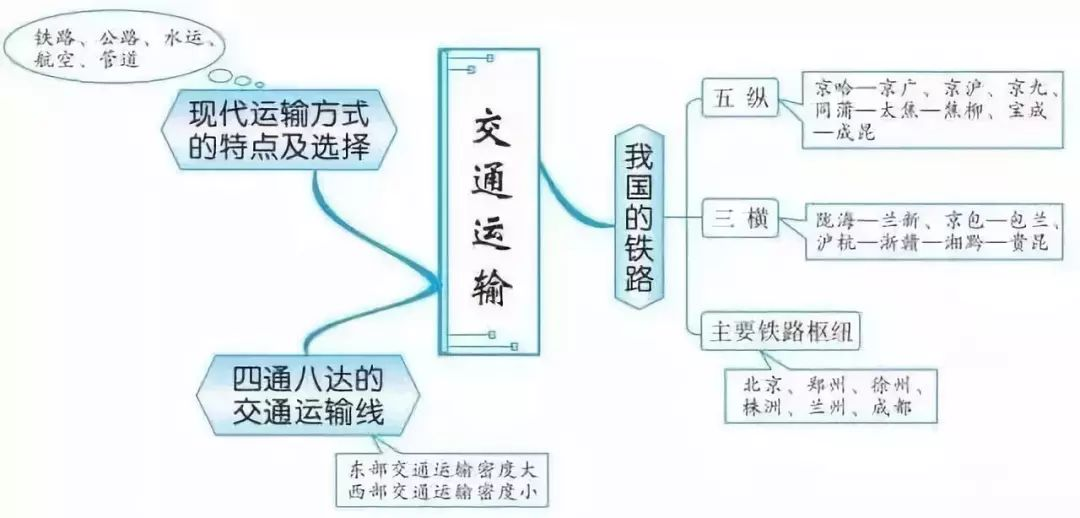 铁路、公路、水运、
航空、管道
现代运输方式
的特点及选择
交通运输
四通八达的
交通运输线
东部交通运输密度大
西部交通运输密度小
我国的铁路
五纵
京哈—京广、京沪、京九、
同蒲—太焦—焦柳、宝成
—成昆
三横
陇海—兰新、京包—包兰、
沪杭—浙赣—湘黔—贵昆
主要铁路枢纽
北京、郑州、徐州、
株洲、兰州、成都